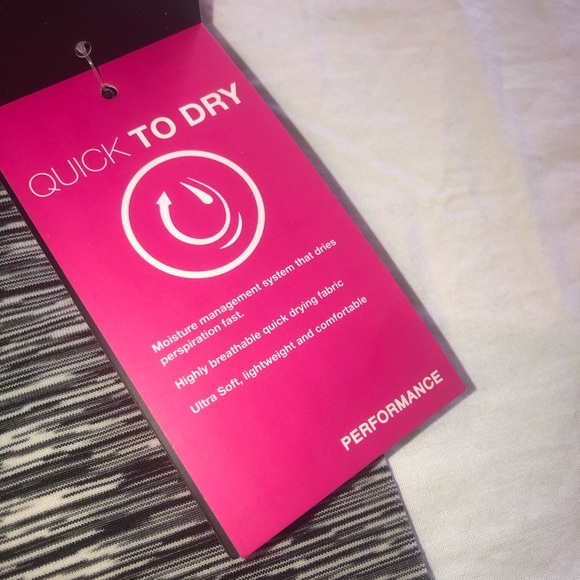 QUICK TO DRY
Moisture management system that dries
perspiration fast.
Highly breathable quick drying fabric
Ultra Soft, lightweight and comfortable
PERFORMANCE